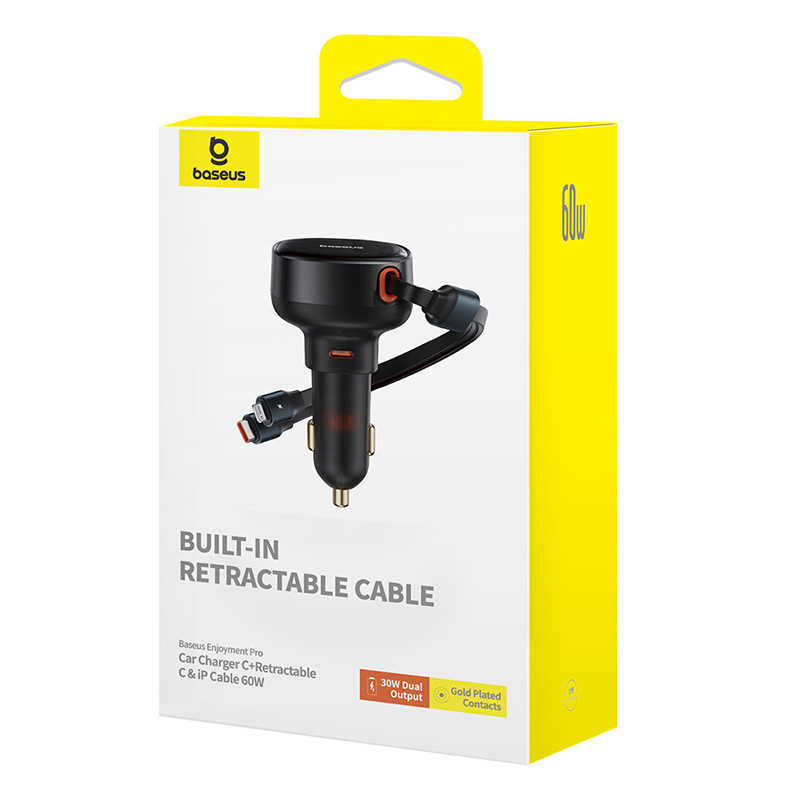 baseus
60W
baseus
BUILT-IN
RETRACTABLE CABLE
Baseus Enjoyment Pro
Car Charger C+Retractable
C & iP Cable 60W
30W Dual
Output
Gold Plated
Contacts